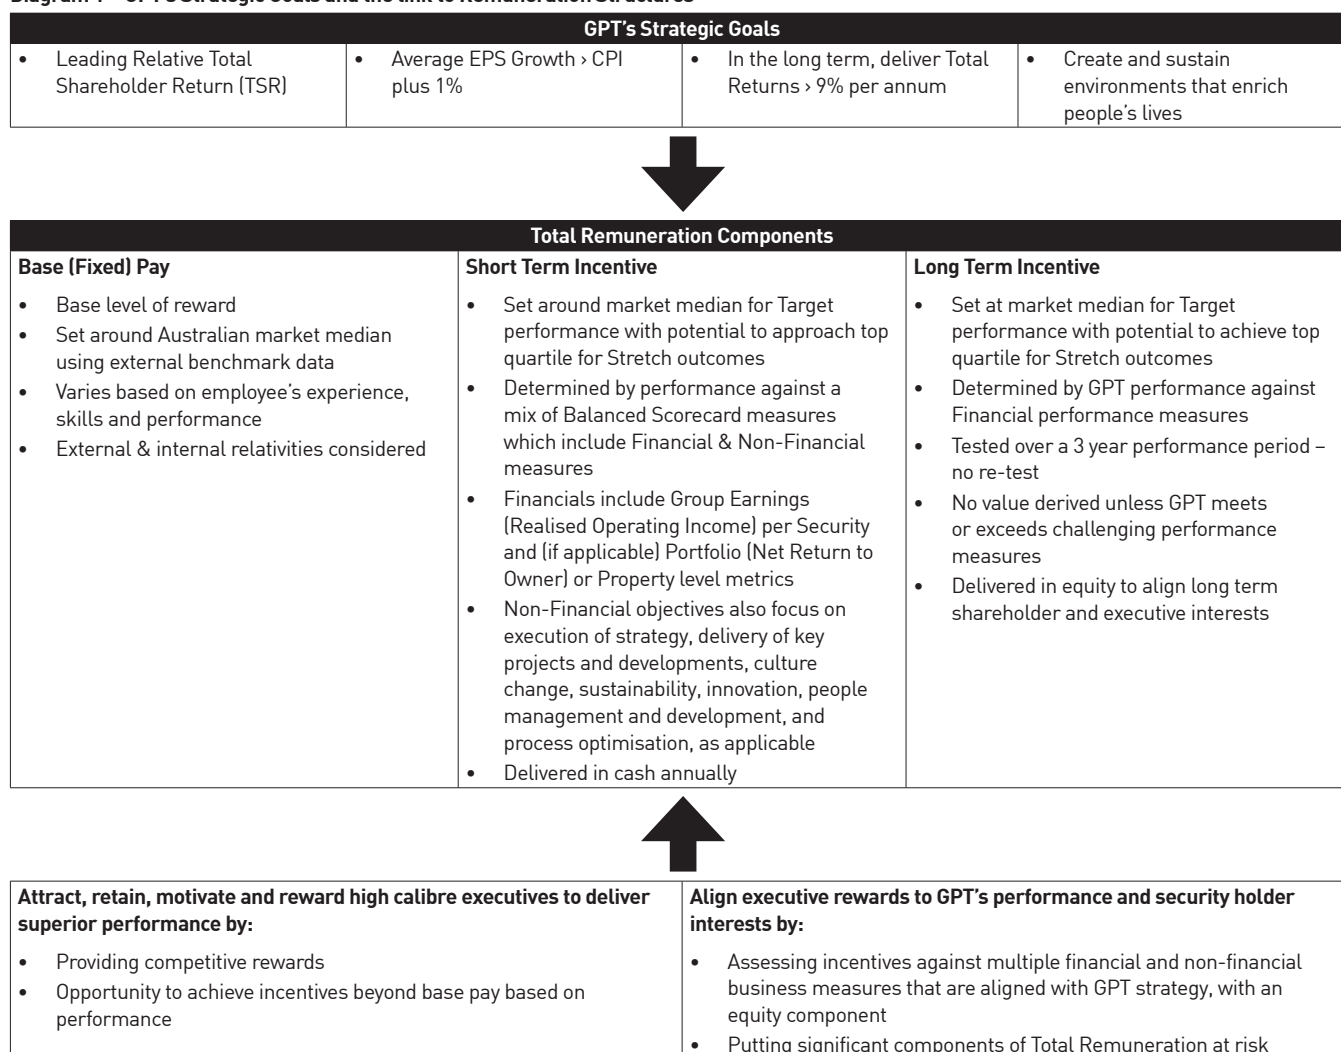 GPT's Strategic Goals
• Leading Relative Total
Shareholder Return (TSR)
• Average EPS Growth › CPI
plus 1%
• In the long term, deliver Total
Returns › 9% per annum
• Create and sustain
environments that enrich
people's lives
Total Remuneration Components
Base (Fixed) Pay
• Base level of reward
• Set around Australian market median
using external benchmark data
• Varies based on employee's experience,
skills and performance
• External & internal relativities considered
Short Term Incentive
• Set around market median for Target
performance with potential to approach top
quartile for Stretch outcomes
• Determined by performance against a
mix of Balanced Scorecard measures
which include Financial & Non-Financial
measures
• Financials include Group Earnings
(Realised Operating Income) per Security
and (if applicable) Portfolio (Net Return to
Owner) or Property level metrics
• Non-Financial objectives also focus on
execution of strategy, delivery of key
projects and developments, culture
change, sustainability, innovation, people
management and development, and
process optimisation, as applicable
• Delivered in cash annually
Long Term Incentive
• Set at market median for Target
performance with potential to achieve top
quartile for Stretch outcomes
• Determined by GPT performance against
Financial performance measures
• Tested over a 3 year performance period –
no re-test
• No value derived unless GPT meets
or exceeds challenging performance
measures
• Delivered in equity to align long term
shareholder and executive interests
Attract, retain, motivate and reward high calibre executives to deliver
superior performance by:
• Providing competitive rewards
• Opportunity to achieve incentives beyond base pay based on
performance
Align executive rewards to GPT's performance and security holder
interests by:
• Assessing incentives against multiple financial and non-financial
business measures that are aligned with GPT strategy, with an
equity component
• Putting significant components of Total Remuneration at risk